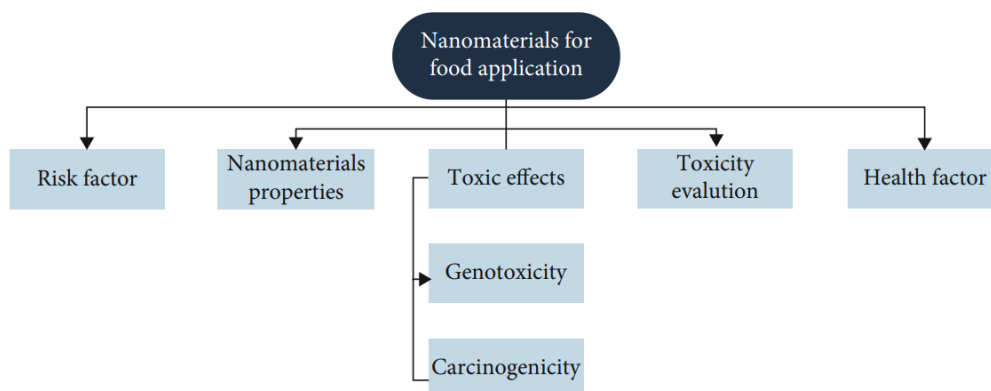 Nanomaterials for
food application
Risk factor
Nanomaterials
properties
Toxic effects
Toxicity
evalution
Health factor
Genotoxicity
Carcinogenicity